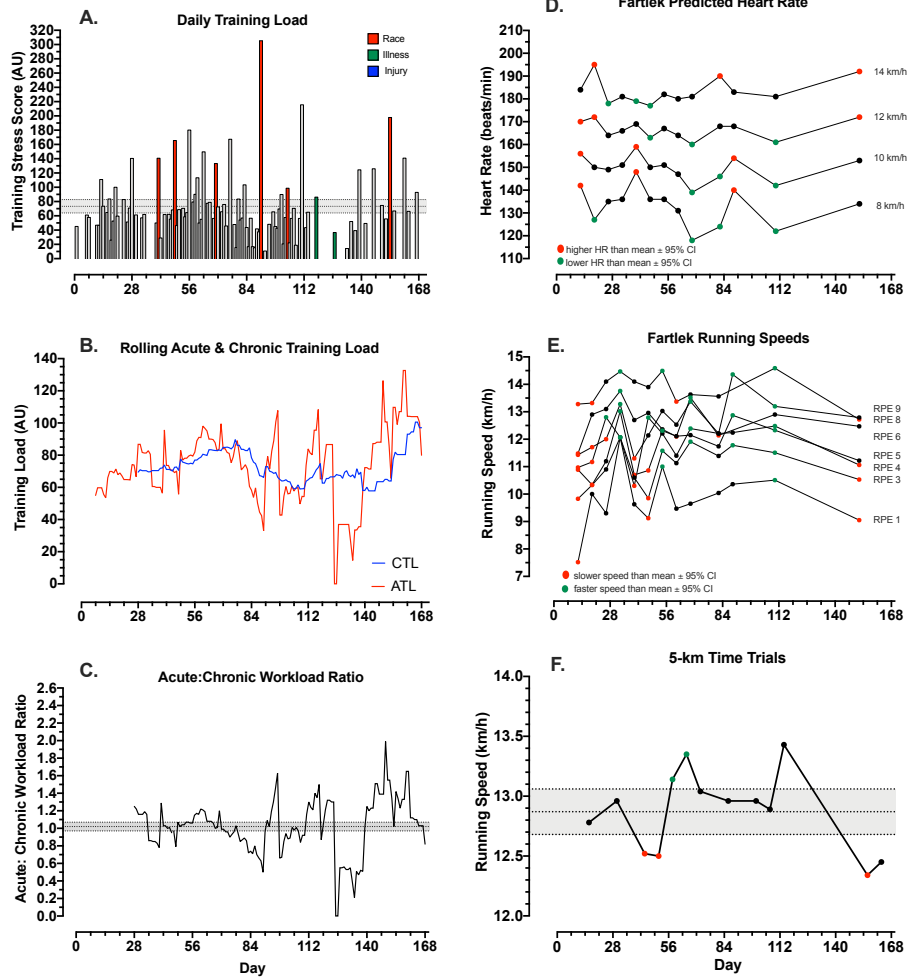 A.
Daily Training Load
Training Stress Score (AU)
320
300
280
260
240
220
200
180
160
140
120
100
80
60
40
20
0
Race
Illness
Injury
0 28 56 84 112 140 168
B.
Rolling Acute & Chronic Training Load
Training Load (AU)
140
120
100
80
60
40
20
0
CTL
ATL
0 28 56 84 112 140 168
C.
Acute:Chronic Workload Ratio
Acute: Chronic Workload Ratio
2.6
2.4
2.2
2.0
1.8
1.6
1.4
1.2
1.0
0.8
0.6
0.4
0.2
0.0
0 28 56 84 112 140 168
Day
D.
Fartlek Predicted Heart Rate
Heart Rate (beats/min)
210
200
190
180
170
160
150
140
130
120
110
14 km/h
12 km/h
10 km/h
8 km/h
higher HR than mean ± 95% CI
lower HR than mean ± 95% CI
0 28 56 84 112 140 168
E.
Fartlek Running Speeds
Running Speed (km/h)
15
14
13
12
11
10
9
8
7
RPE 9
RPE 8
RPE 6
RPE 5
RPE 4
RPE 3
RPE 1
slower speed than mean ± 95% CI
faster speed than mean ± 95% CI
0 28 56 84 112 140 168
F.
5-km Time Trials
Running Speed (km/h)
14.0
13.5
13.0
12.5
12.0
0 28 56 84 112 140 168
Day